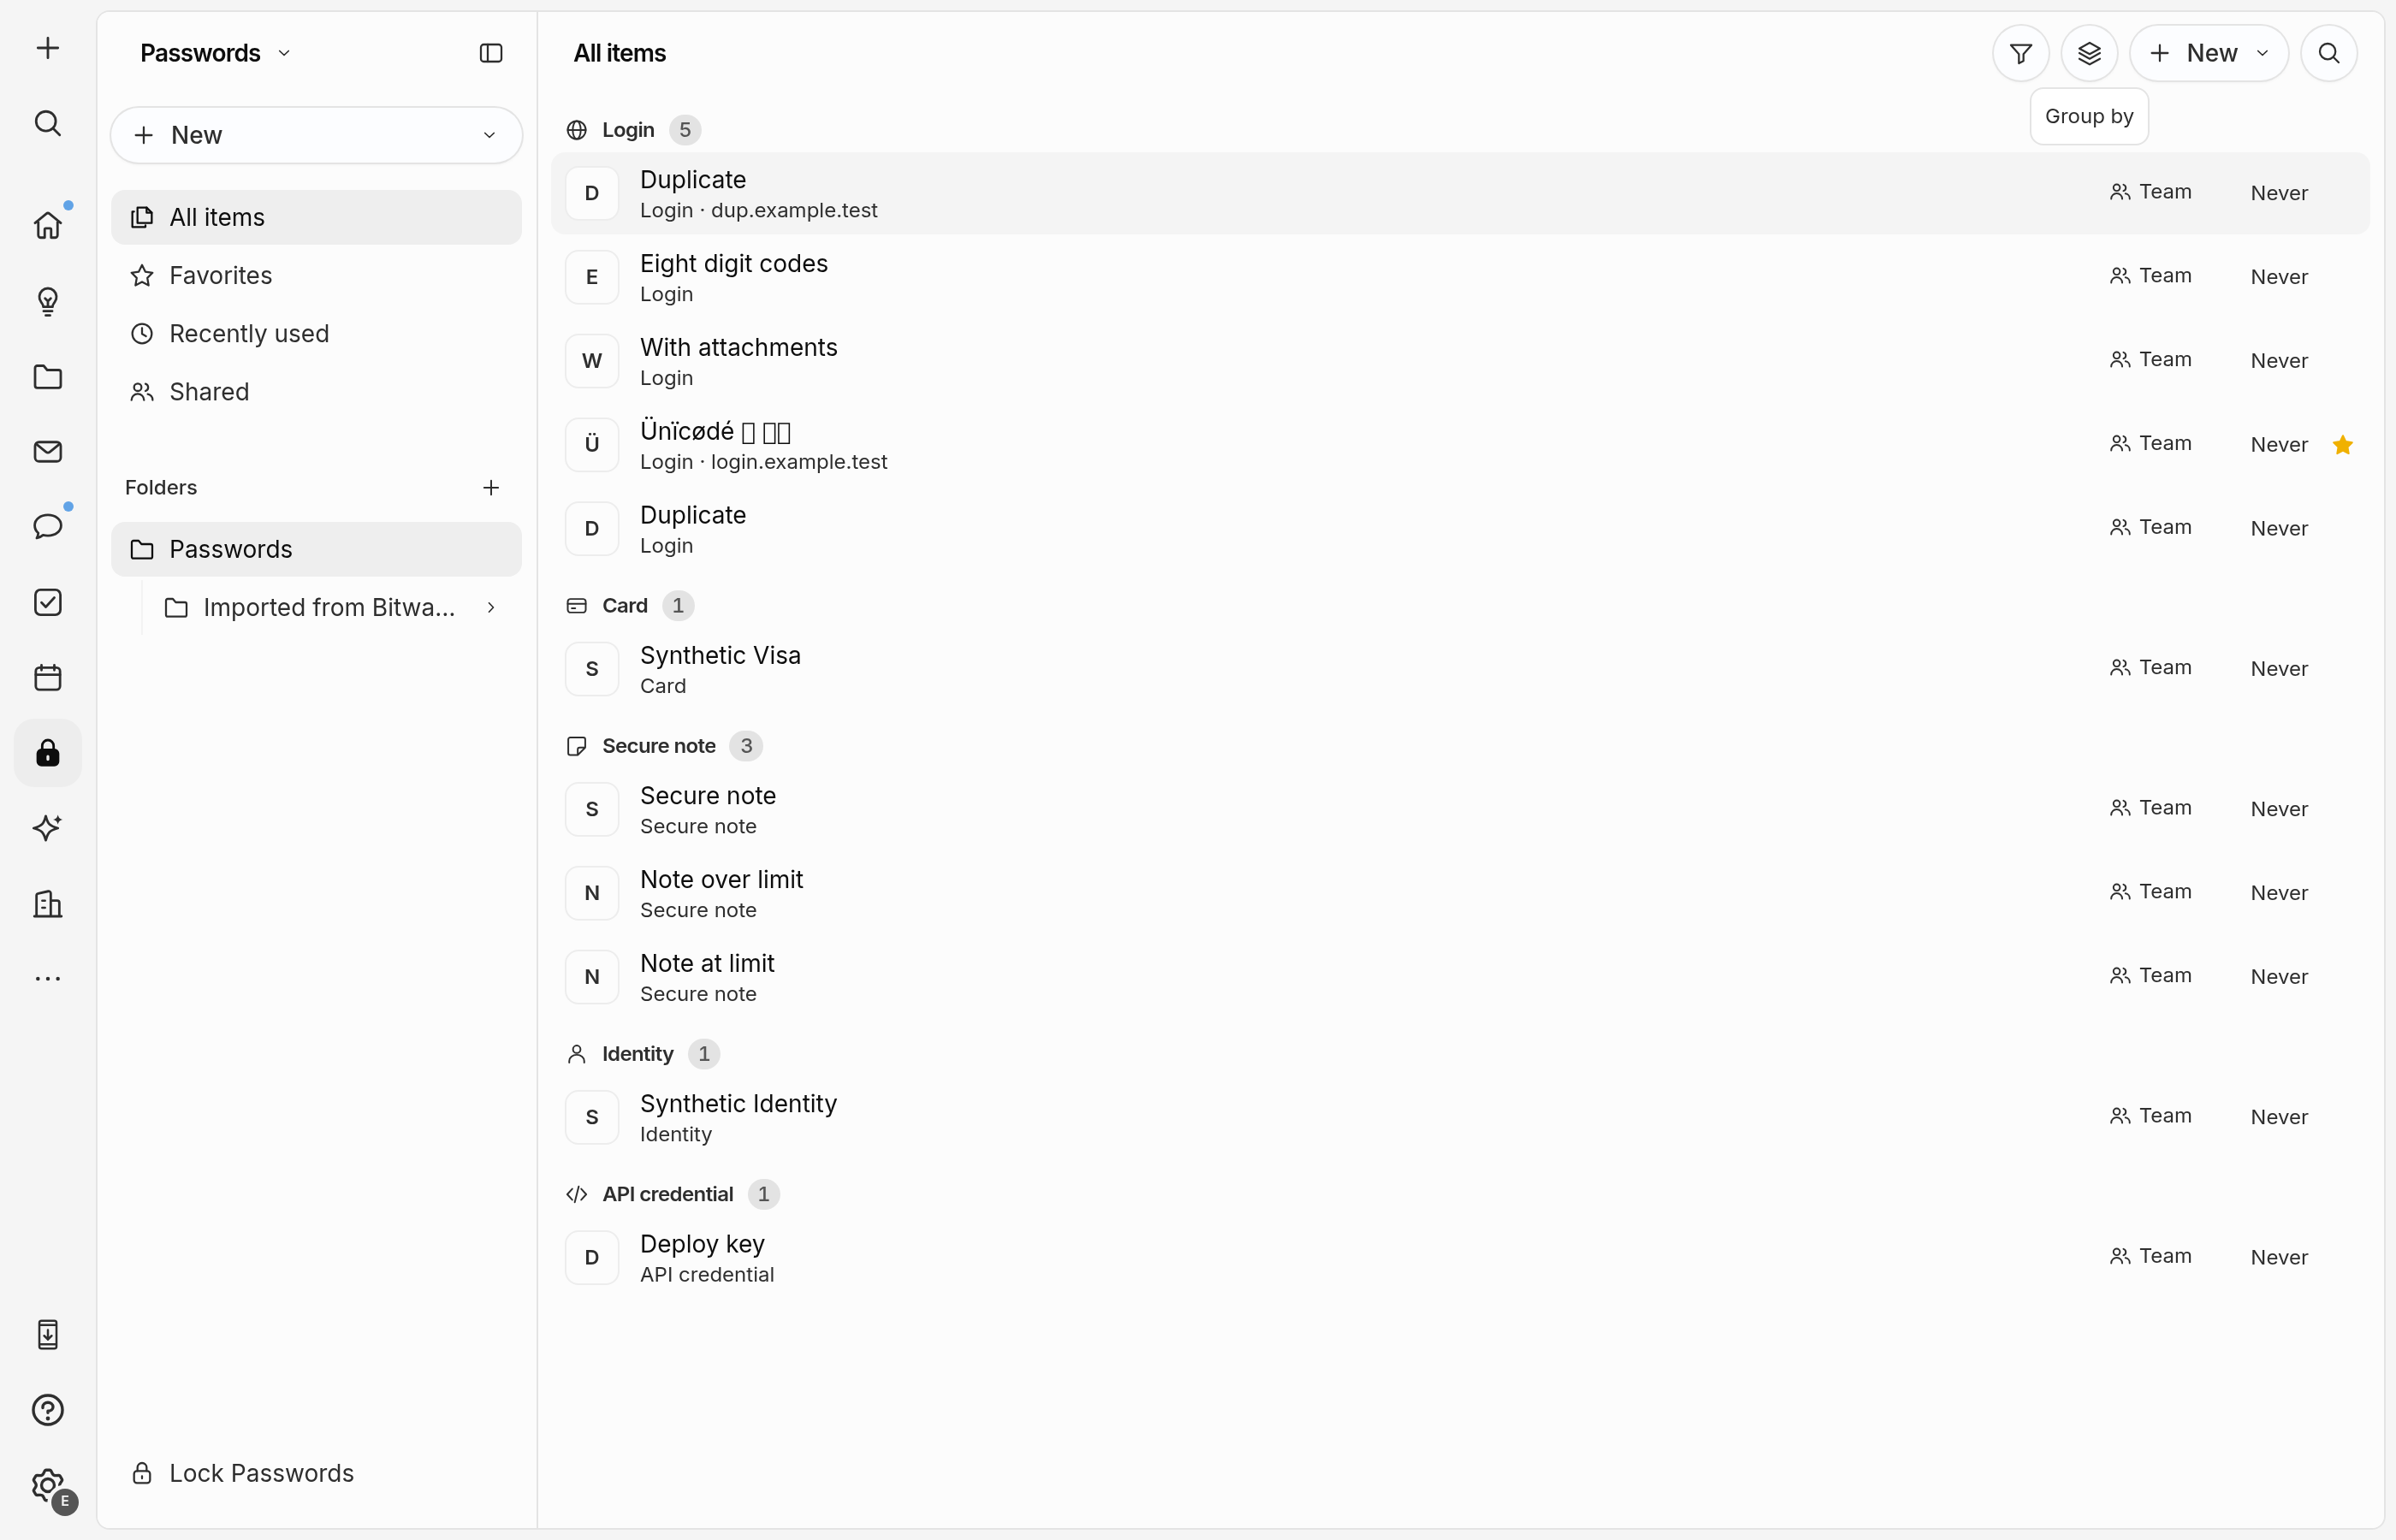 Passwords
New
All items
Favorites
Recently used
Shared
Folders
Passwords
Imported from Bitwa...
Lock Passwords
E
All items
New
Group by
Login 5
D Duplicate Team Never
Login · dup.example.test
E Eight digit codes Team Never
Login
W With attachments Team Never
Login
Ü Ünïcødé Team Never
Login · login.example.test
D Duplicate Team Never
Login
Card 1
S Synthetic Visa Team Never
Card
Secure note 3
S Secure note Team Never
Secure note
N Note over limit Team Never
Secure note
N Note at limit Team Never
Secure note
Identity 1
S Synthetic Identity Team Never
Identity
API credential 1
D Deploy key Team Never
API credential